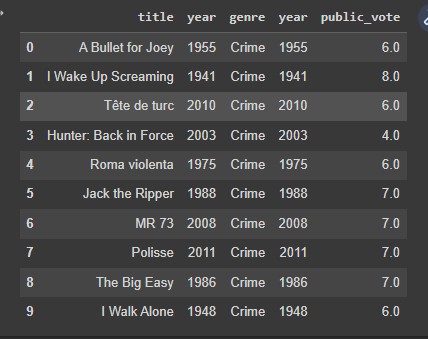 title year genre year public_vote
0 A Bullet for Joey 1955 Crime 1955 6.0
1 I Wake Up Screaming 1941 Crime 1941 8.0
2 Tête de turc 2010 Crime 2010 6.0
3 Hunter: Back in Force 2003 Crime 2003 4.0
4 Roma violenta 1975 Crime 1975 6.0
5 Jack the Ripper 1988 Crime 1988 7.0
6 MR 73 2008 Crime 2008 7.0
7 Polisse 2011 Crime 2011 7.0
8 The Big Easy 1986 Crime 1986 7.0
9 I Walk Alone 1948 Crime 1948 6.0